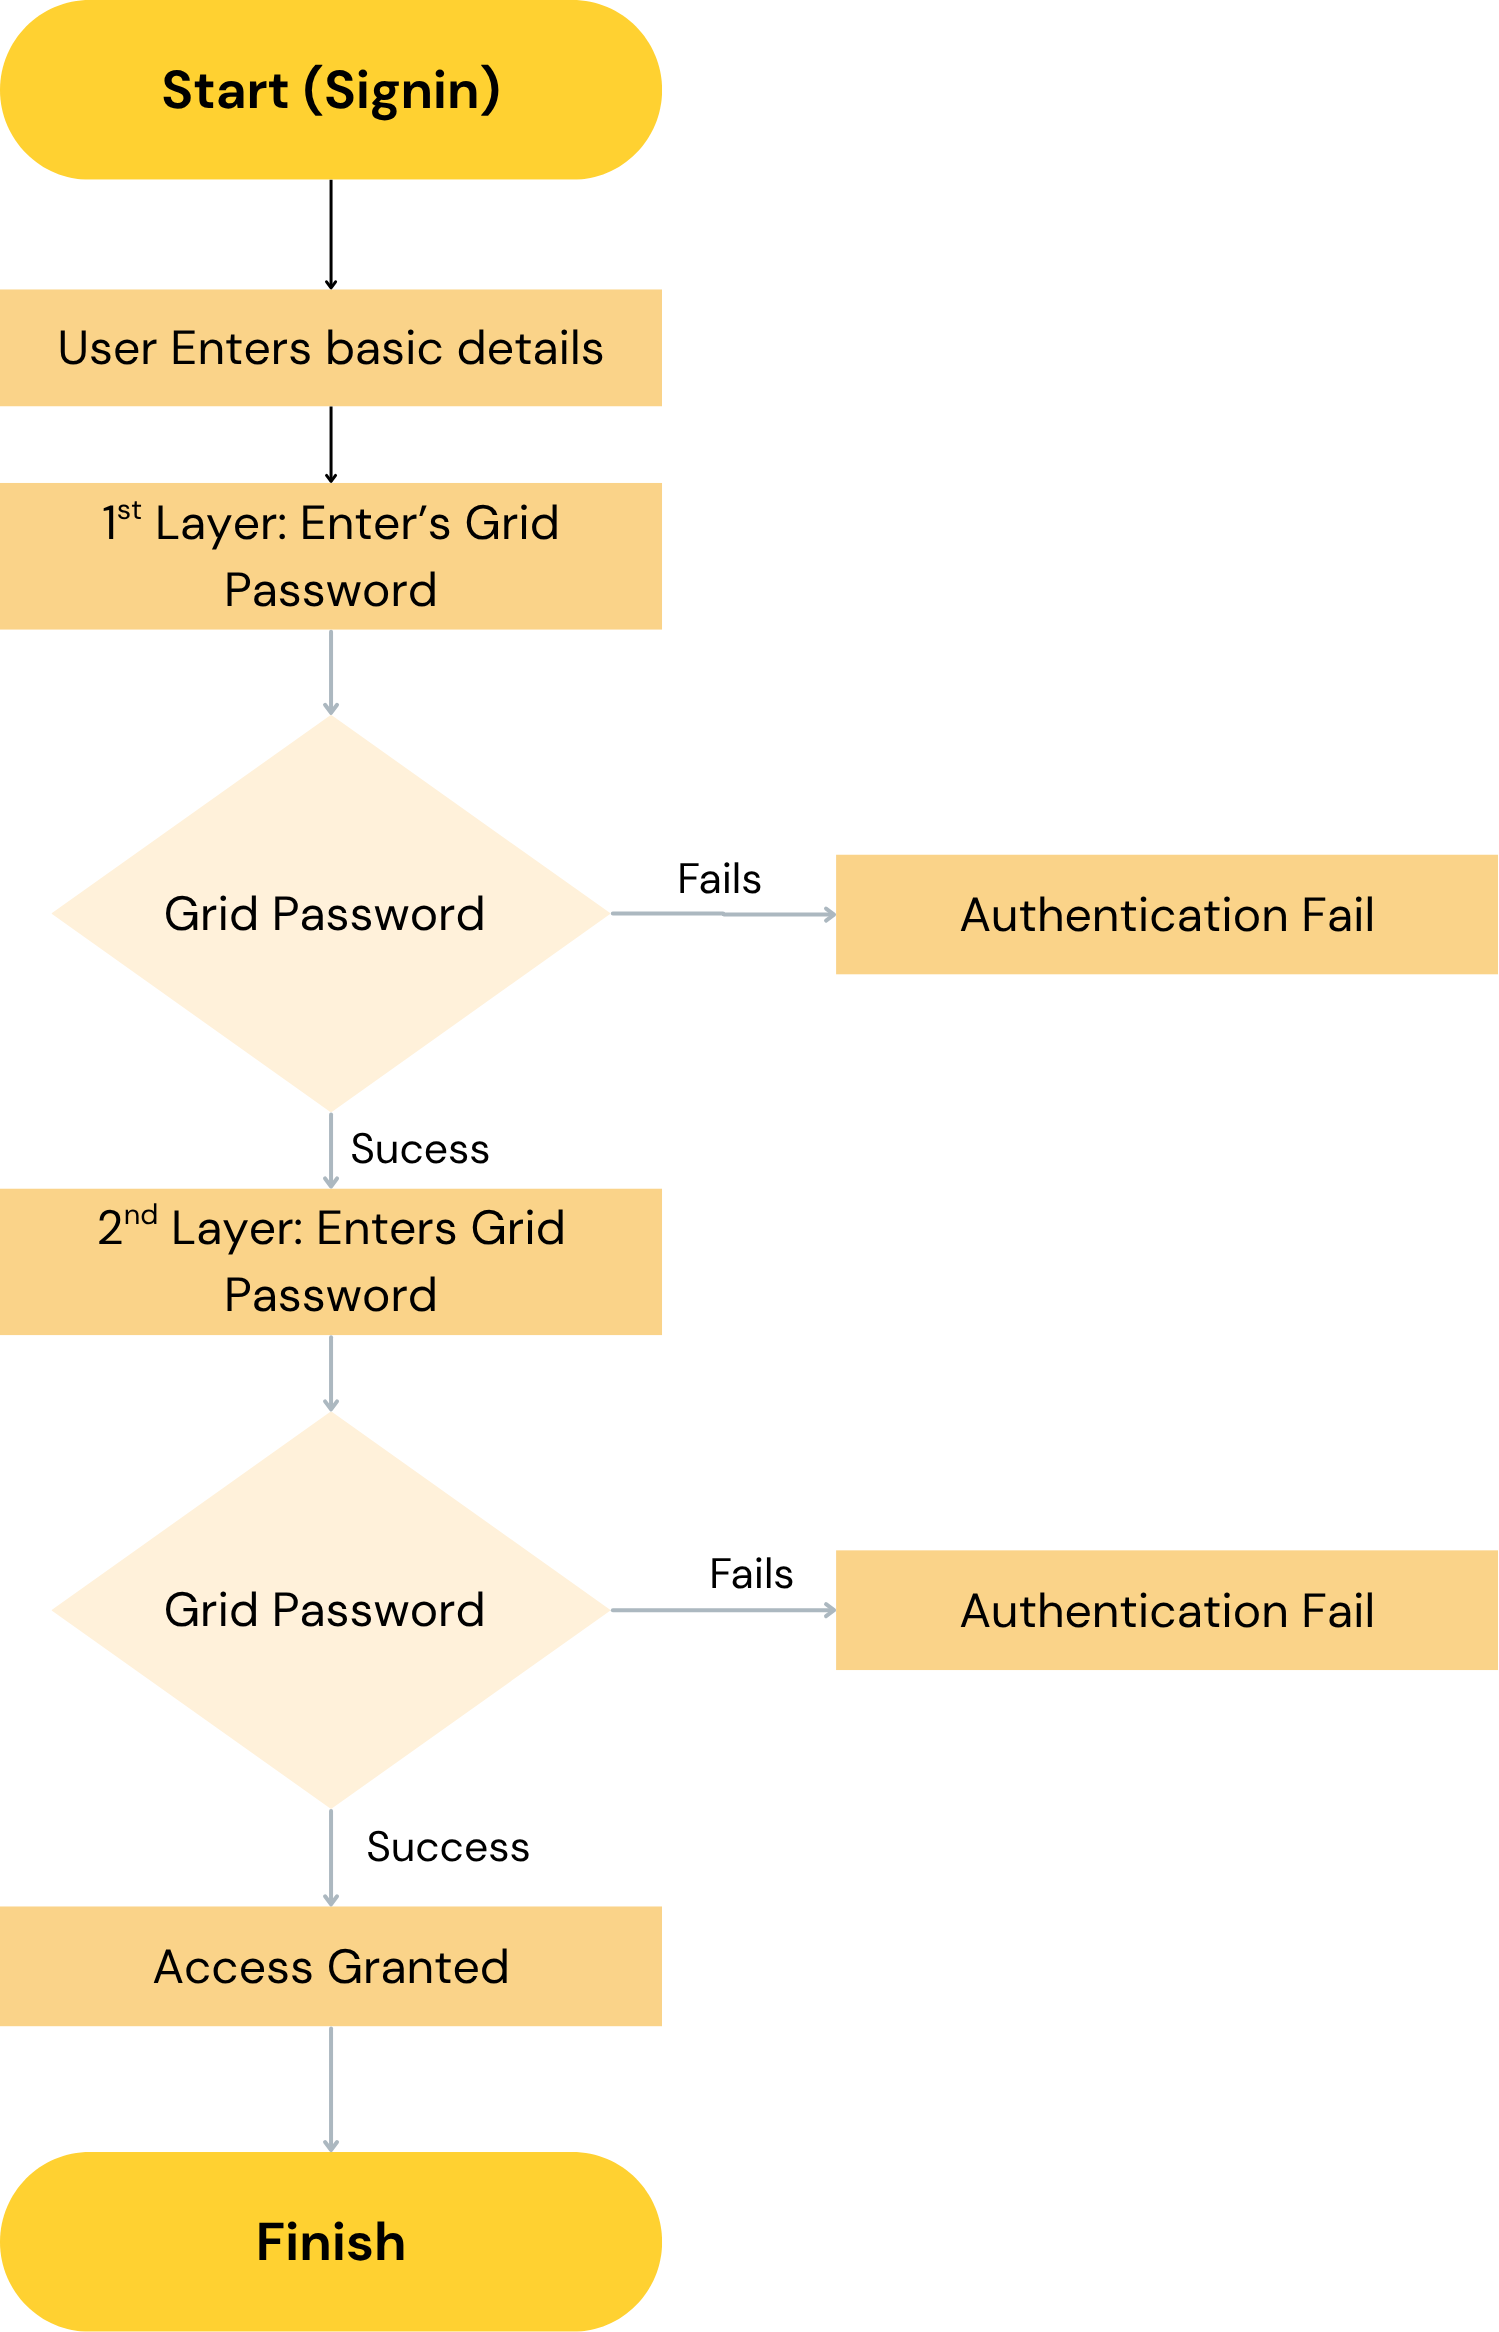 Start (Signin)
User Enters basic details
1st Layer: Enter’s Grid
Password
Grid Password
Fails
Authentication Fail
Sucess
2nd Layer: Enters Grid
Password
Grid Password
Fails
Authentication Fail
Success
Access Granted
Finish